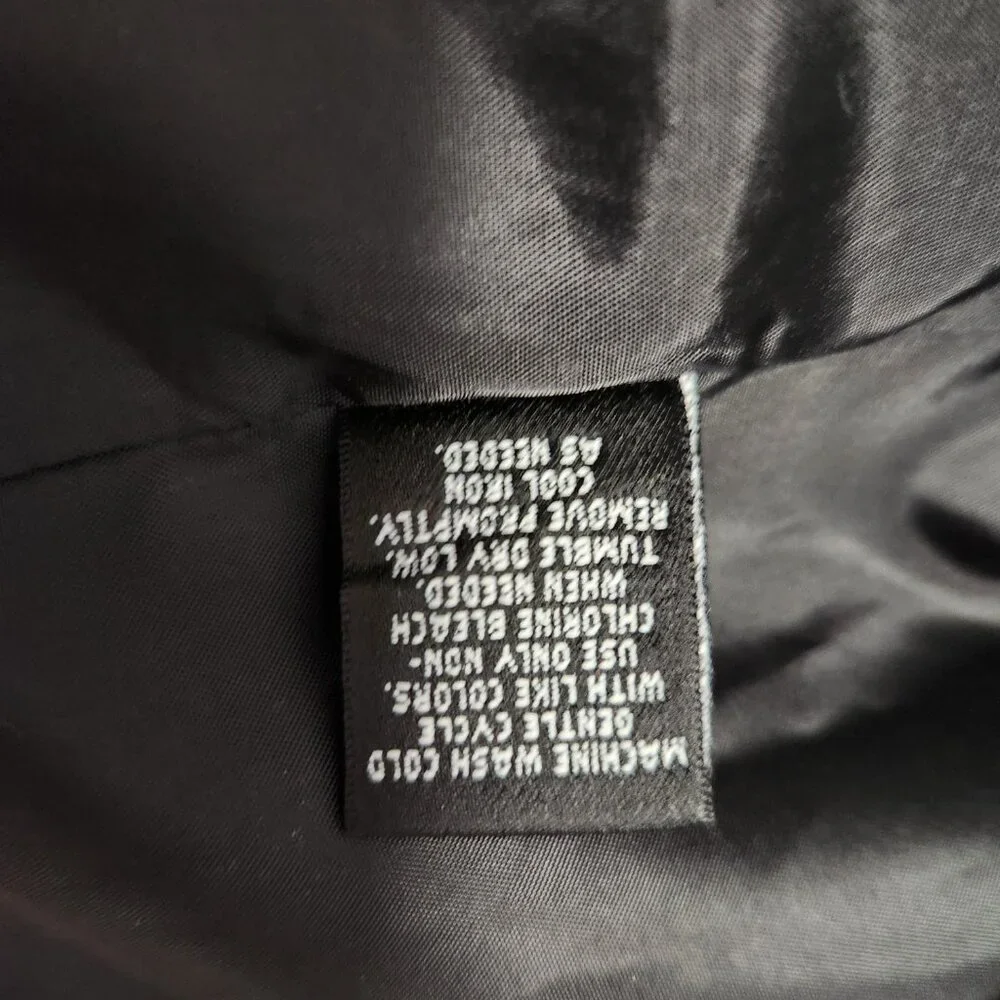 MACHINE WASH COLD
GENTLE CYCLE
WITH LIKE COLORS.
USE ONLY NON-
CHLORINE BLEACH
WHEN NEEDED.
TUMBLE DRY LOW,
REMOVE PROMPTLY.
COOL IRON
AS NEEDED.